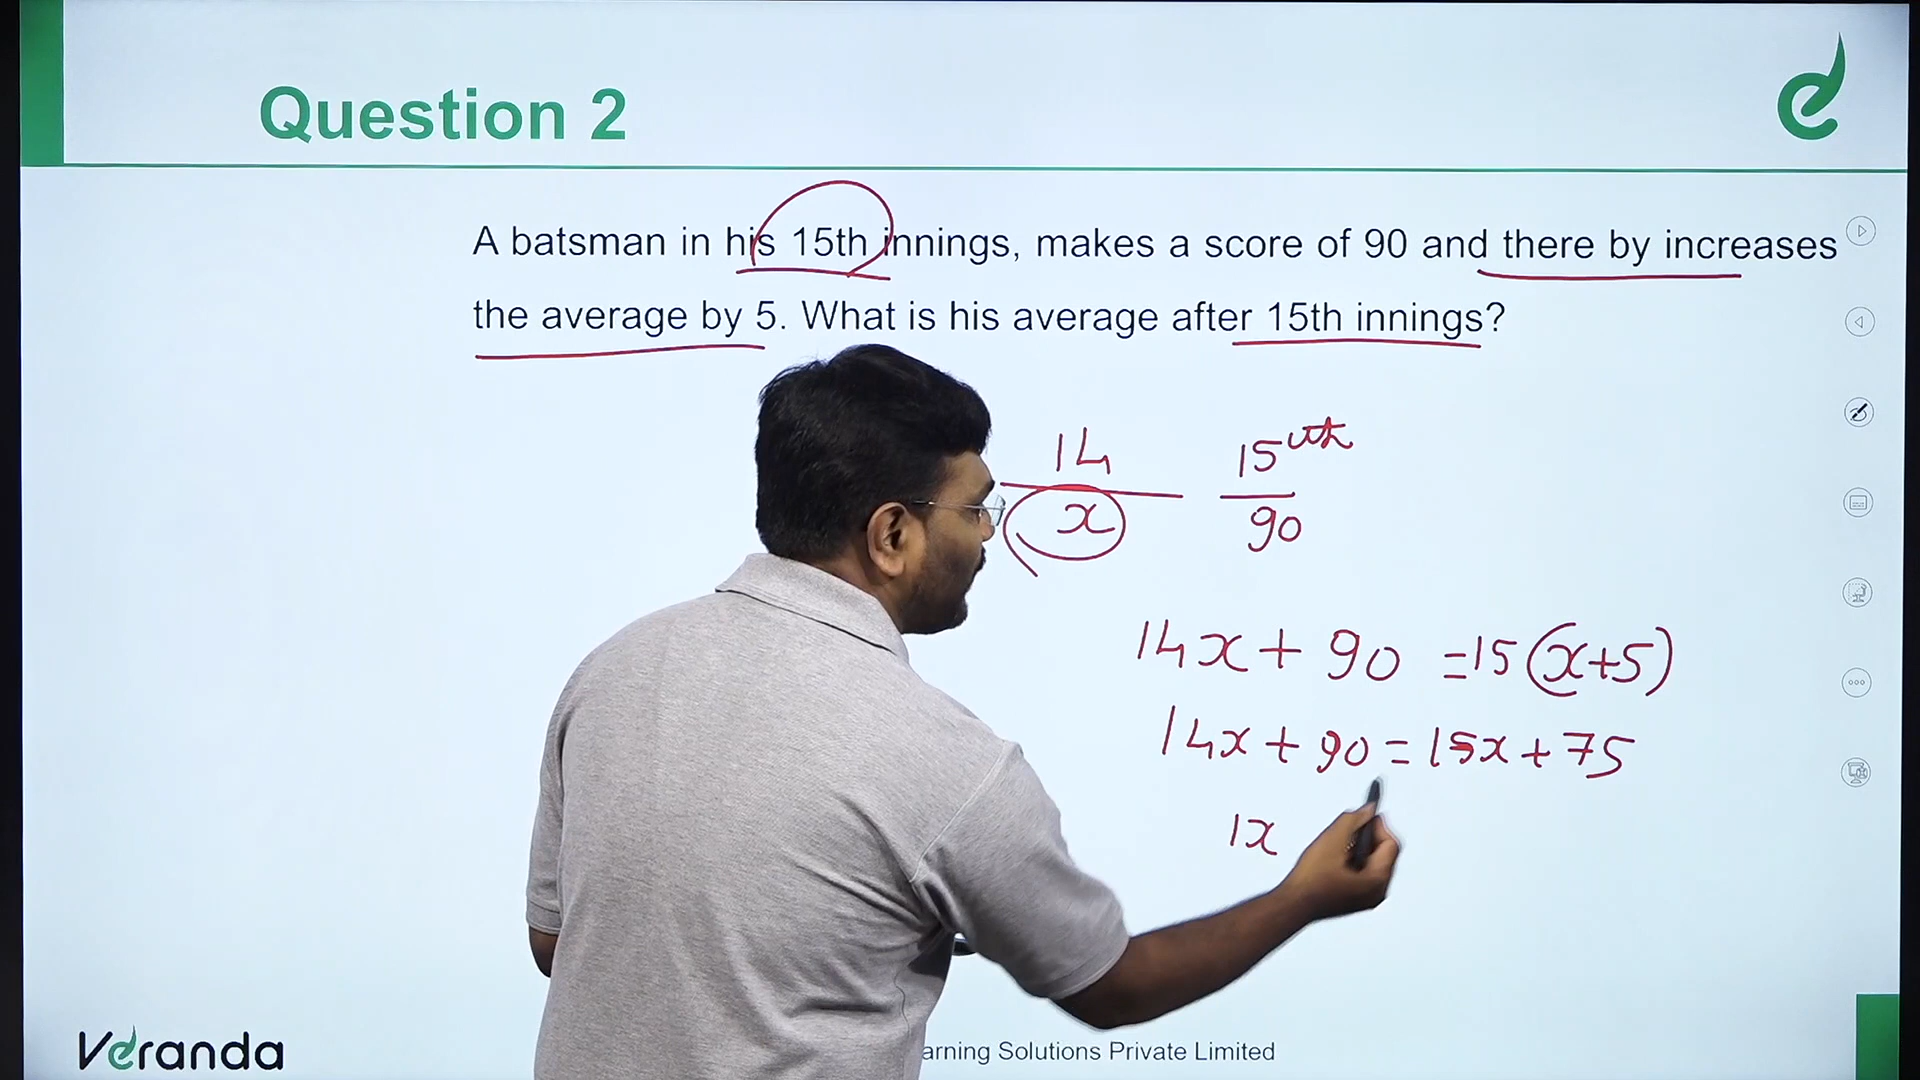 Question 2
A batsman in his 15th innings, makes a score of 90 and there by increases
the average by 5. What is his average after 15th innings?
14 15th
x 90
14x + 90 = 15(x+5)
14x + 90 = 15x + 75
1x
Veranda
arning Solutions Private Limited